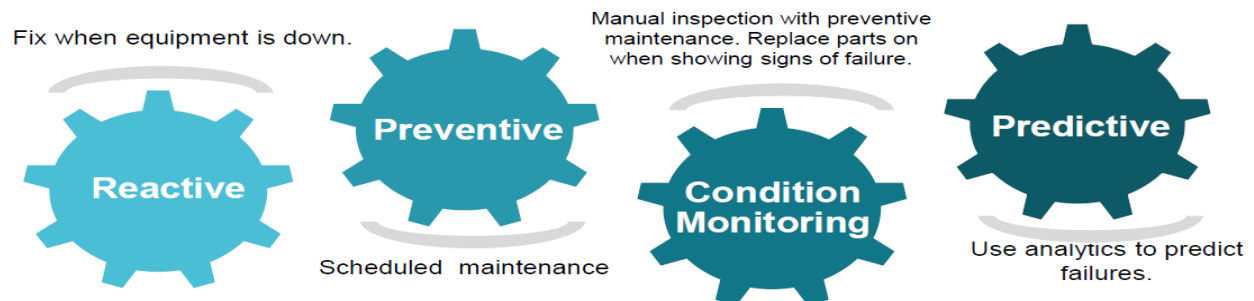 Fix when equipment is down.
Reactive
Preventive
Scheduled maintenance
Manual inspection with preventive
maintenance. Replace parts on
when showing signs of failure.
Condition
Monitoring
Predictive
Use analytics to predict
failures.